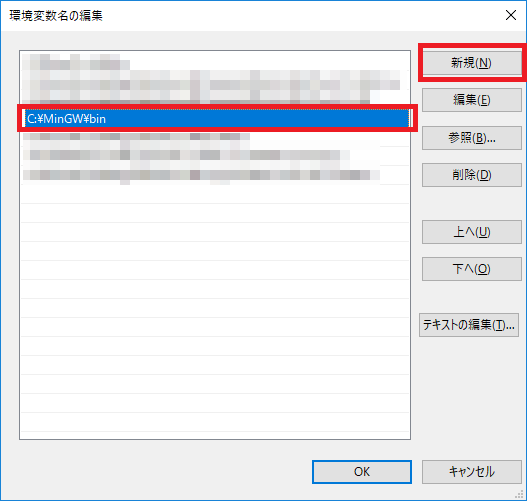 環境変数名の編集
新規(N)
C:¥MinGW¥bin
編集(E)
参照(B)...
削除(D)
上へ(U)
下へ(O)
テキストの編集(T)...
OK
キャンセル